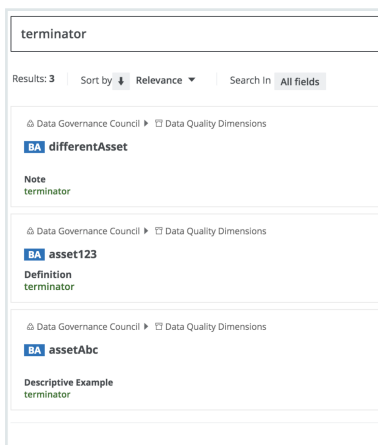 terminator
Results: 3 Sort by Relevance Search In All fields
Data Governance Council Data Quality Dimensions
BA differentAsset
Note
terminator
Data Governance Council Data Quality Dimensions
BA asset123
Definition
terminator
Data Governance Council Data Quality Dimensions
BA assetAbc
Descriptive Example
terminator